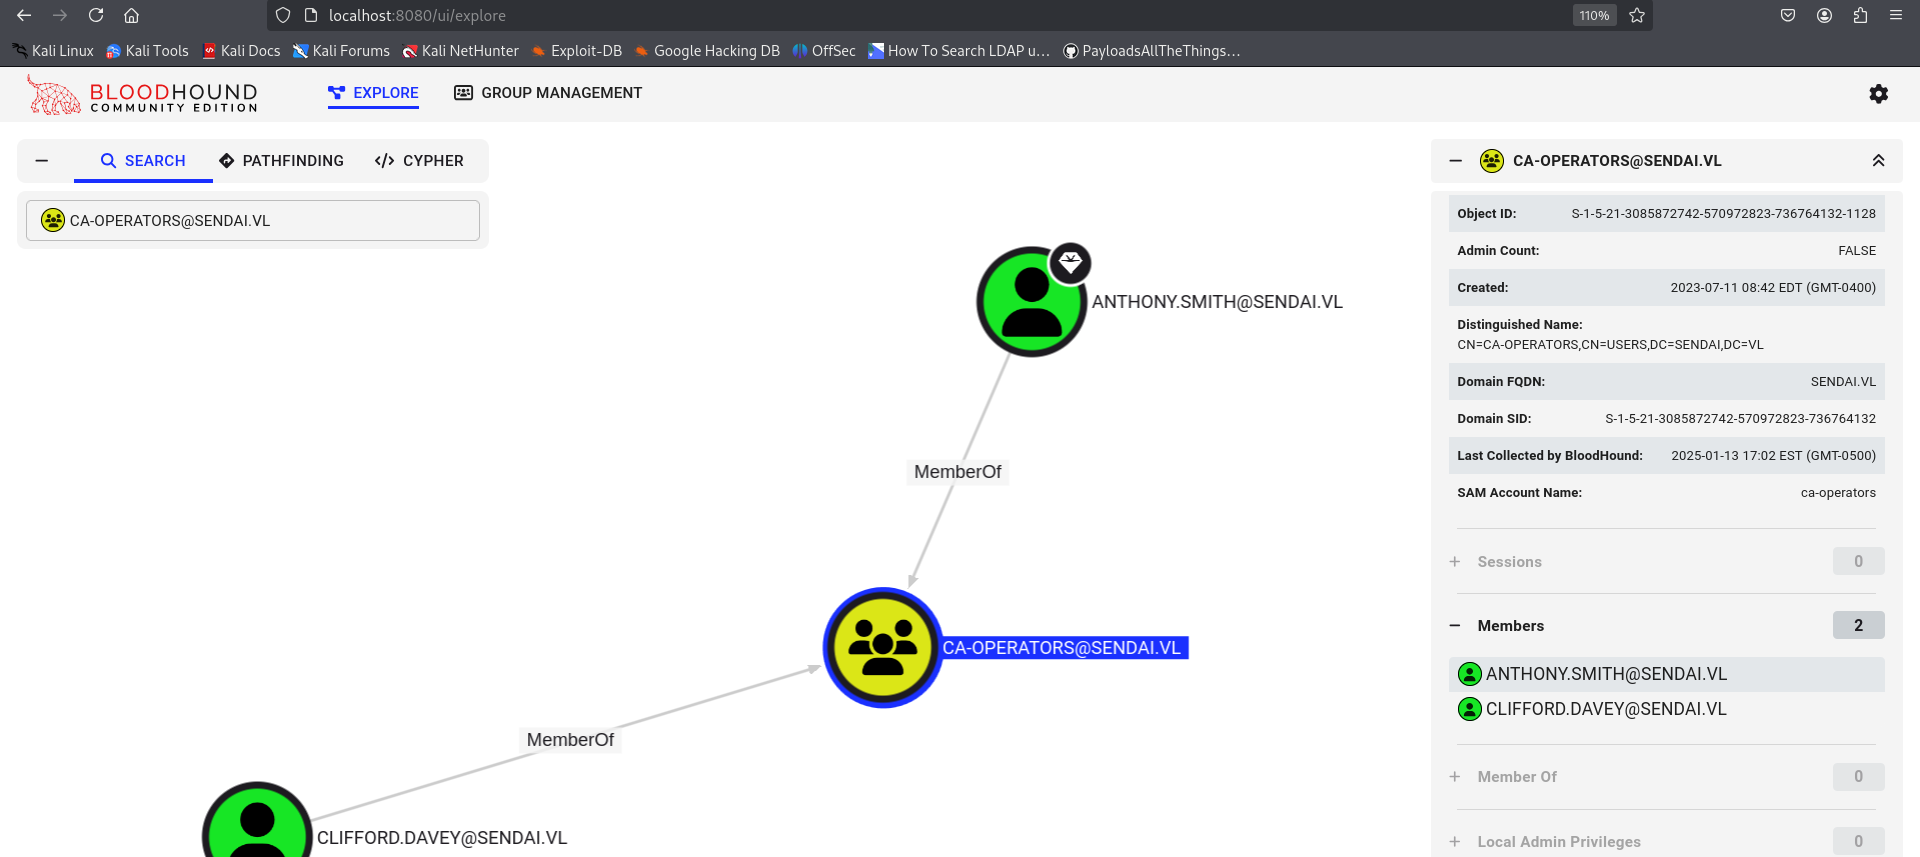 localhost:8080/ui/explore
110%
Kali Linux Kali Tools Kali Docs Kali Forums Kali NetHunter Exploit-DB Google Hacking DB OffSec How To Search LDAP u... PayloadsAllTheThings...
BLOODHOUND
COMMUNITY EDITION
EXPLORE GROUP MANAGEMENT
SEARCH PATHFINDING </> CYPHER
CA-OPERATORS@SENDAI.VL
ANTHONY.SMITH@SENDAI.VL
MemberOf
CA-OPERATORS@SENDAI.VL
MemberOf
CLIFFORD.DAVEY@SENDAI.VL
CA-OPERATORS@SENDAI.VL
Object ID: S-1-5-21-3085872742-570972823-736764132-1128
Admin Count: FALSE
Created: 2023-07-11 08:42 EDT (GMT-0400)
Distinguished Name:
CN=CA-OPERATORS,CN=USERS,DC=SENDAI,DC=VL
Domain FQDN: SENDAI.VL
Domain SID: S-1-5-21-3085872742-570972823-736764132
Last Collected by BloodHound: 2025-01-13 17:02 EST (GMT-0500)
SAM Account Name: ca-operators
+ Sessions 0
− Members 2
ANTHONY.SMITH@SENDAI.VL
CLIFFORD.DAVEY@SENDAI.VL
+ Member Of 0
+ Local Admin Privileges 0